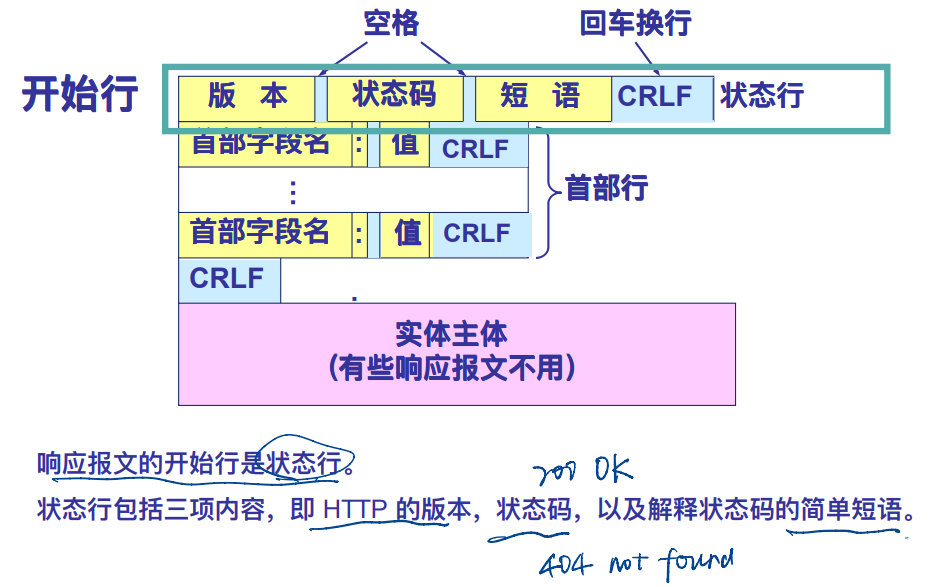 空格 回车换行
开始行 版 本 状态码 短 语 CRLF 状态行
首部字段名 : 值 CRLF
⋮ 首部行
首部字段名 : 值 CRLF
CRLF
实体主体
(有些响应报文不用)
响应报文的开始行是状态行。
200 OK
状态行包括三项内容，即 HTTP 的版本，状态码，以及解释状态码的简单短语。
404 not found